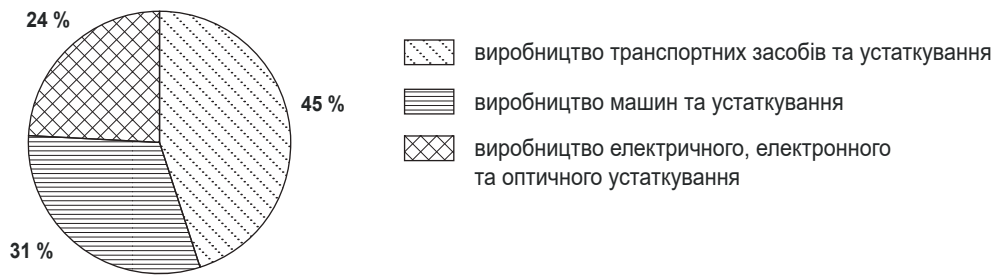 24 %
45 %
31 %
виробництво транспортних засобів та устаткування
виробництво машин та устаткування
виробництво електричного, електронного
та оптичного устаткування